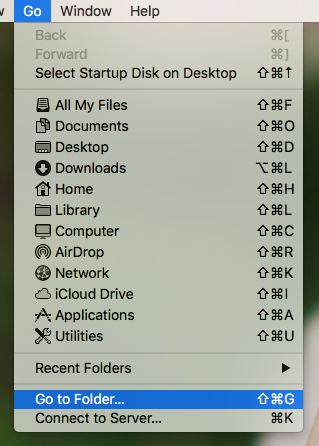 w Go Window Help
Back ⌘[
Forward ⌘]
Select Startup Disk on Desktop ⇧⌘↑
All My Files ⇧⌘F
Documents ⇧⌘O
Desktop ⇧⌘D
Downloads ⌥⌘L
Home ⇧⌘H
Library ⇧⌘L
Computer ⇧⌘C
AirDrop ⇧⌘R
Network ⇧⌘K
iCloud Drive ⇧⌘I
Applications ⇧⌘A
Utilities ⇧⌘U
Recent Folders ▶
Go to Folder... ⇧⌘G
Connect to Server... ⌘K